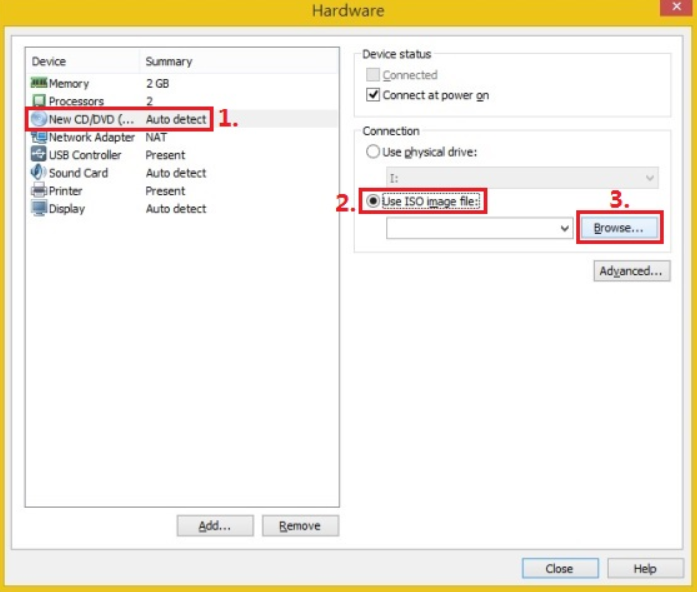 Hardware
Device Summary
Memory 2 GB
Processors 2
New CD/DVD (... Auto detect 1.
Network Adapter NAT
USB Controller Present
Sound Card Auto detect
Printer Present
Display Auto detect
Add... Remove
Device status
Connected
Connect at power on
Connection
Use physical drive:
I:
2. Use ISO image file: 3.
Browse...
Advanced...
Close Help